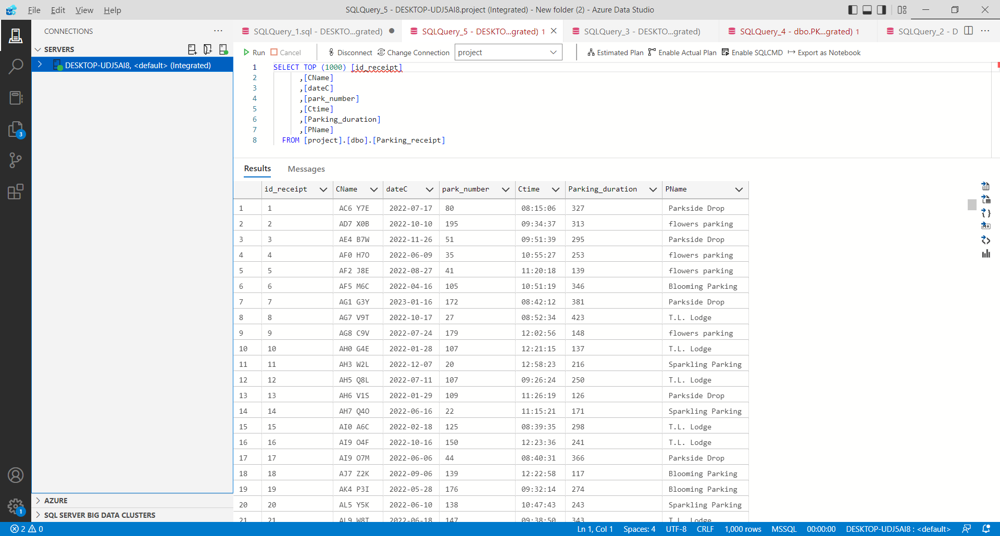 File Edit View Help
SQLQuery_5 - DESKTOP-UDJ5AI8.project (Integrated) - New folder (2) - Azure Data Studio
CONNECTIONS
SQLQuery_1.sql - DESKTO...grated)
SQLQuery_5 - DESKTO...grated) 1
SQLQuery_3 - DESKTO...grated)
SQLQuery_4 - dbo.PK...grated) 1
SQLQuery_2 - D
SERVERS
DESKTOP-UDJ5AI8, <default> (Integrated)
3
Run Cancel Disconnect Change Connection project Estimated Plan Enable Actual Plan Enable SQLCMD Export as Notebook
1 SELECT TOP (1000) [id_receipt]
2 ,[CName]
3 ,[dateC]
4 ,[park_number]
5 ,[Ctime]
6 ,[Parking_duration]
7 ,[PName]
8 FROM [project].[dbo].[Parking_receipt]
Results Messages
id_receipt CName dateC park_number Ctime Parking_duration PName
1 1 AC6 Y7E 2022-07-17 80 08:15:06 327 Parkside Drop
2 2 AD7 X0B 2022-10-10 195 09:34:37 313 flowers parking
3 3 AE4 B7W 2022-11-26 51 09:51:39 295 Parkside Drop
4 4 AF0 H7O 2022-06-09 35 10:55:27 253 flowers parking
5 5 AF2 J8E 2022-08-27 41 11:20:18 139 flowers parking
6 6 AF5 M6C 2022-04-16 105 10:51:19 346 Blooming Parking
7 7 AG1 G3Y 2023-01-16 172 08:42:12 381 Parkside Drop
8 8 AG7 V9T 2022-10-17 27 08:52:34 423 T.L. Lodge
9 9 AG8 C9V 2022-07-24 179 12:02:56 148 flowers parking
10 10 AH0 G4E 2022-01-28 107 12:21:15 137 T.L. Lodge
11 11 AH3 W2L 2022-12-07 20 12:58:23 216 Sparkling Parking
12 12 AH5 Q8L 2022-07-11 107 09:26:24 250 T.L. Lodge
13 13 AH6 V1S 2022-01-29 109 11:26:19 126 Parkside Drop
14 14 AH7 Q4O 2022-06-16 22 11:15:21 171 Sparkling Parking
15 15 AI0 A6C 2022-02-18 125 08:39:35 298 T.L. Lodge
16 16 AI9 O4F 2022-10-16 150 12:23:36 241 T.L. Lodge
17 17 AI9 O7M 2022-06-06 44 08:40:31 366 Parkside Drop
18 18 AJ7 Z2K 2022-09-06 139 12:22:58 117 Blooming Parking
19 19 AK4 P3I 2022-05-28 176 09:32:14 274 Blooming Parking
20 20 AL5 Y5K 2022-06-10 138 10:47:43 243 Sparkling Parking
21 21 AL9 W8T 2022-06-18 147 09:38:50 343 T.L. Lodge
AZURE
SQL SERVER BIG DATA CLUSTERS
1
2 0
Ln 1, Col 1 Spaces: 4 UTF-8 CRLF 1,000 rows MSSQL 00:00:00 DESKTOP-UDJ5AI8 : <default>